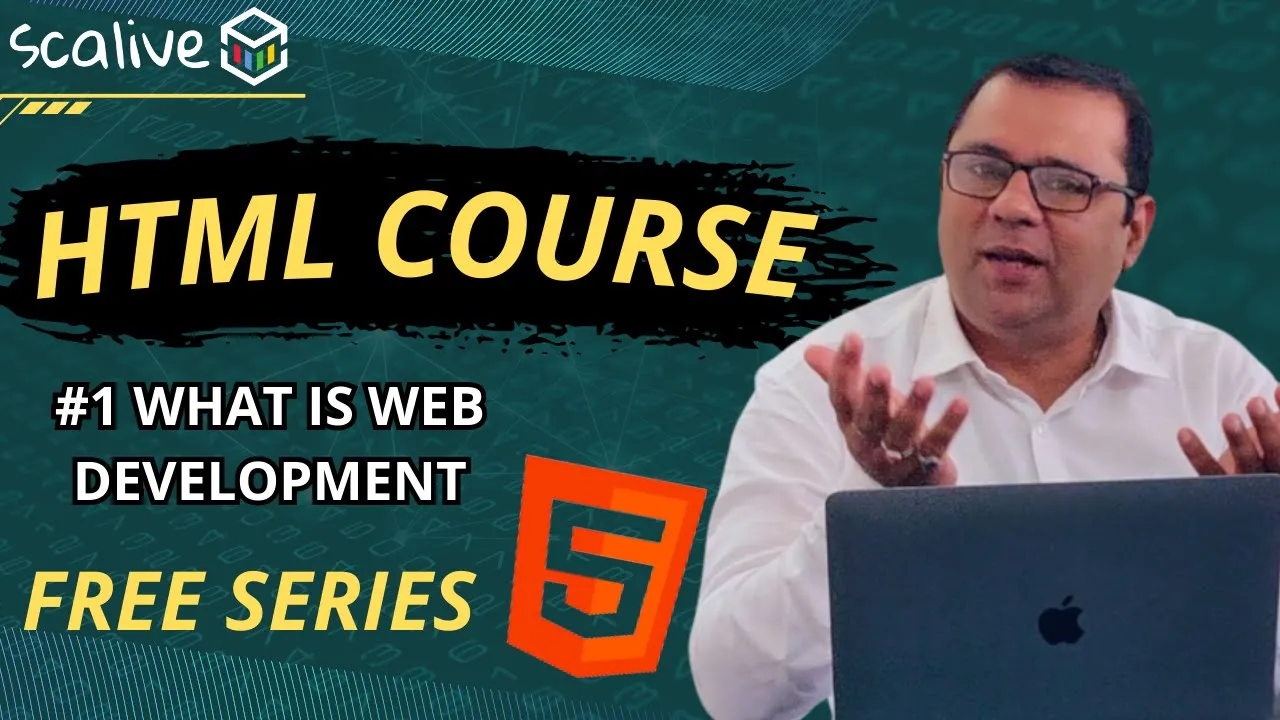 scalive
HTML COURSE
#1 WHAT IS WEB
DEVELOPMENT
FREE SERIES
5